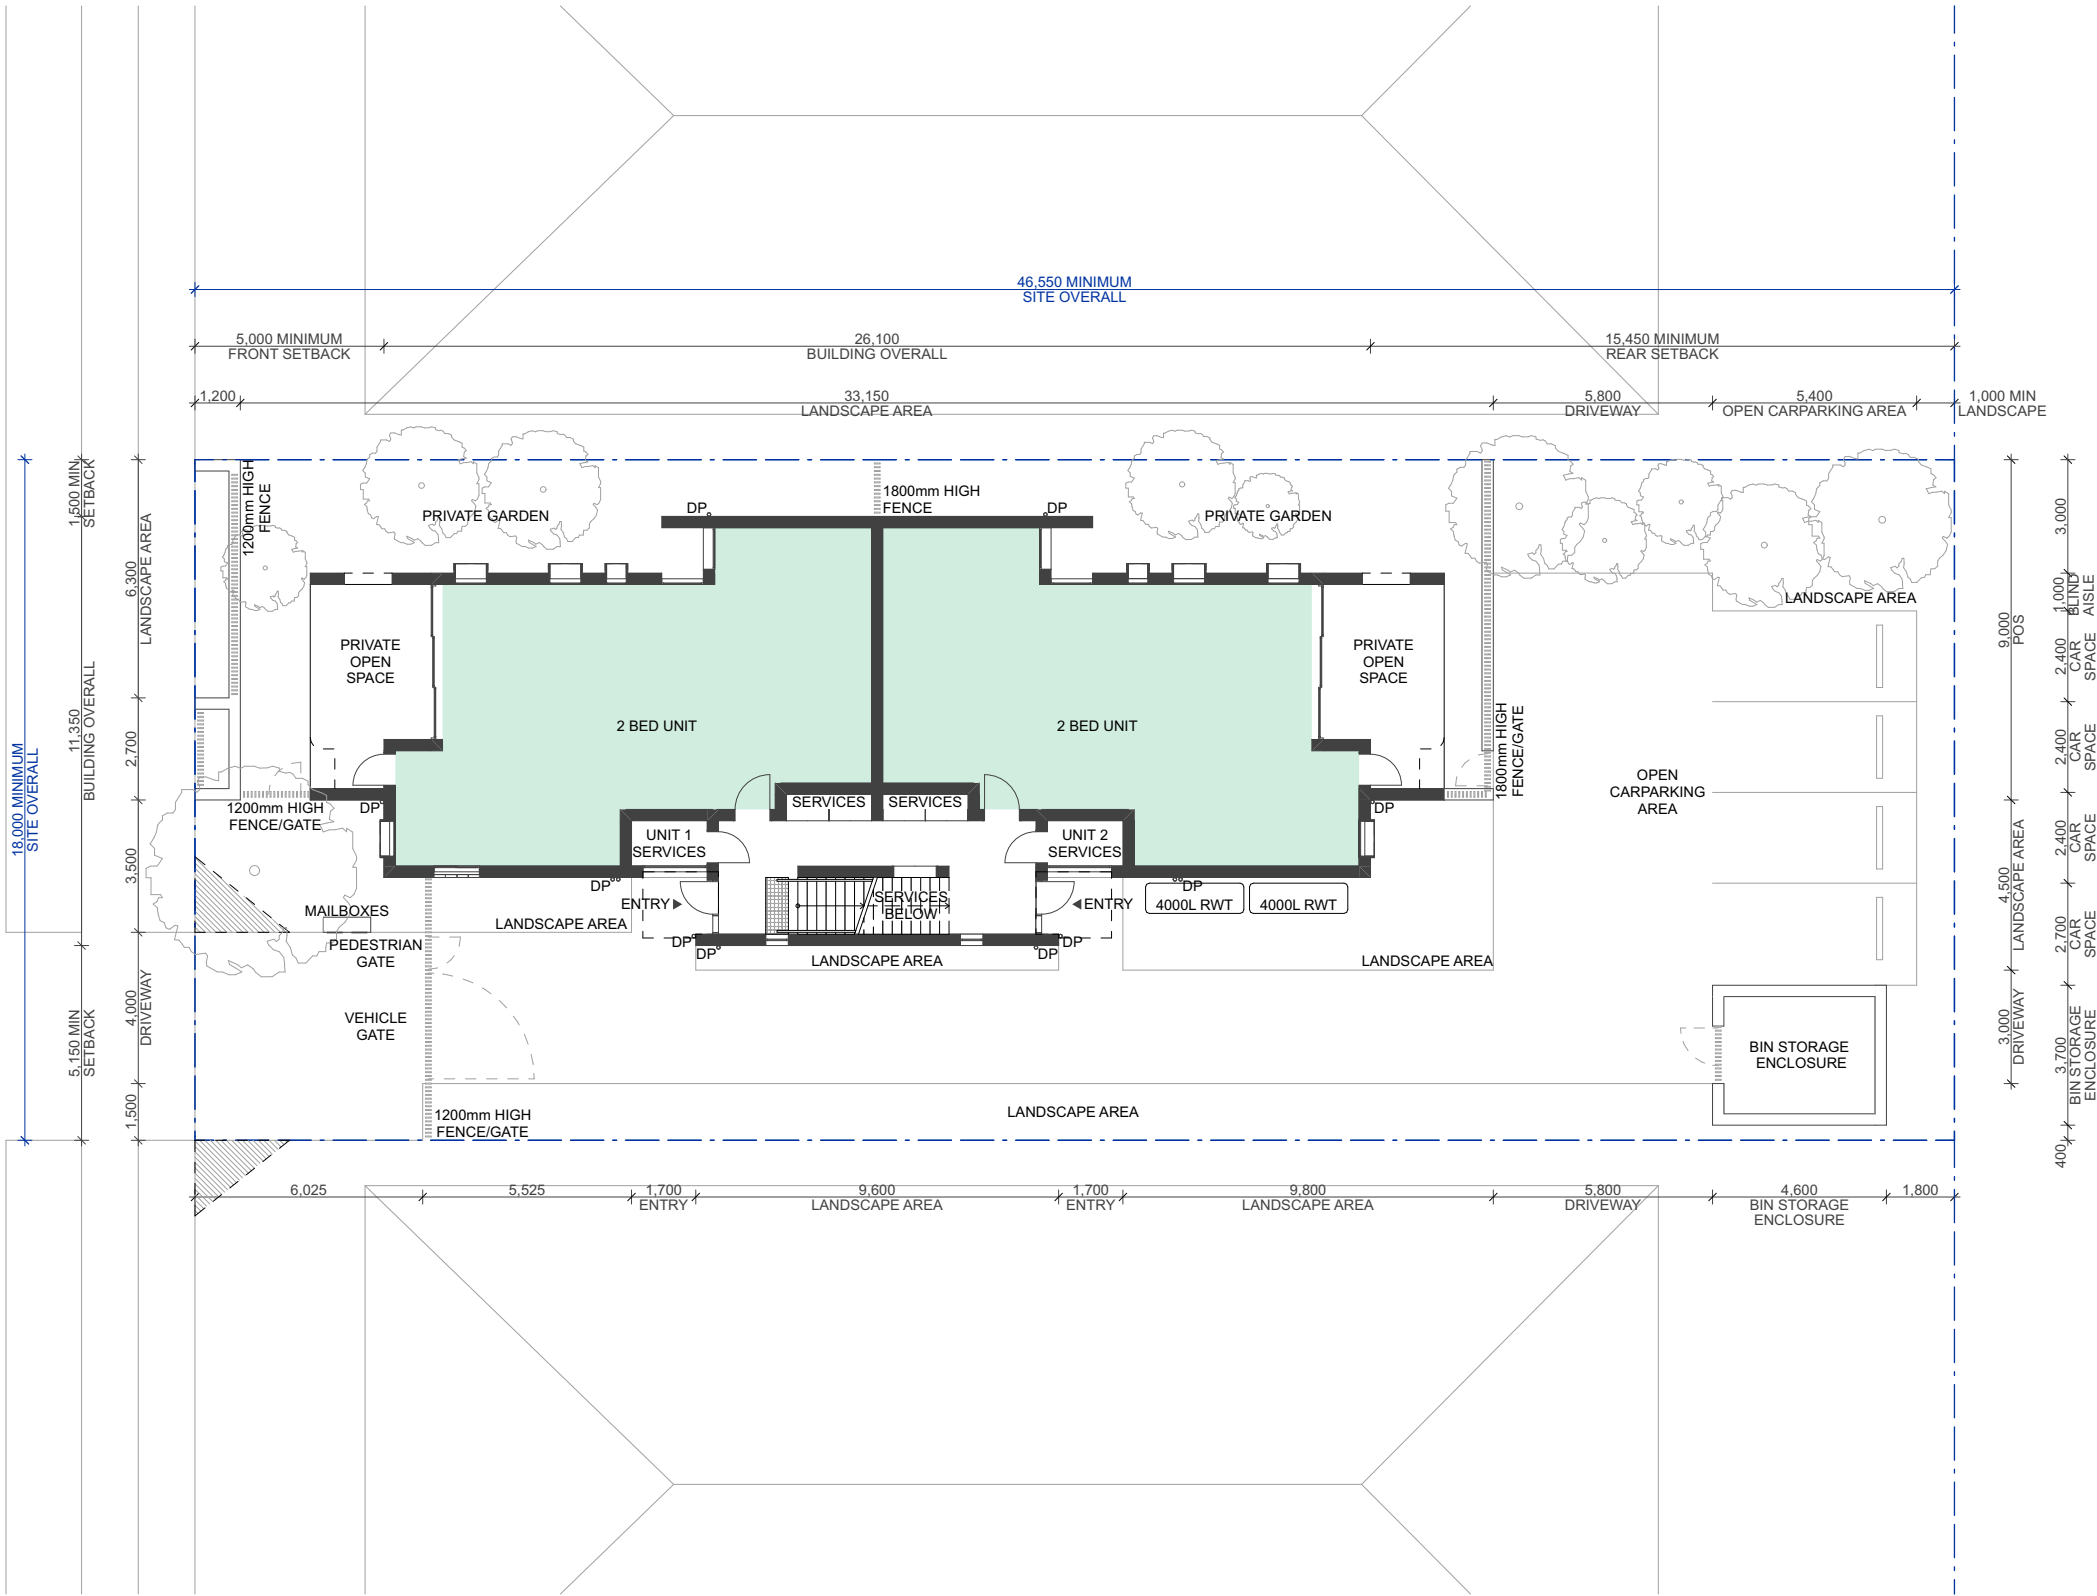 46,550 MINIMUM
SITE OVERALL
5,000 MINIMUM
FRONT SETBACK
26,100
BUILDING OVERALL
15,450 MINIMUM
REAR SETBACK
1,200
33,150
LANDSCAPE AREA
5,800
DRIVEWAY
5,400
OPEN CARPARKING AREA
1,000 MIN
LANDSCAPE
18,000 MINIMUM
SITE OVERALL
1,500 MIN
SETBACK
11,350
BUILDING OVERALL
5,150 MIN
SETBACK
6,300
LANDSCAPE AREA
2,700
3,500
4,000
DRIVEWAY
1,500
1200mm HIGH
FENCE
PRIVATE GARDEN
DP
1800mm HIGH
FENCE
DP
PRIVATE GARDEN
PRIVATE
OPEN
SPACE
2 BED UNIT
2 BED UNIT
PRIVATE
OPEN
SPACE
1800mm HIGH
FENCE/GATE
LANDSCAPE AREA
OPEN
CARPARKING
AREA
1200mm HIGH
FENCE/GATE
DP
SERVICES
SERVICES
DP
UNIT 1
SERVICES
UNIT 2
SERVICES
DP
ENTRY
SERVICES
BELOW
ENTRY
DP
4000L RWT
4000L RWT
MAILBOXES
LANDSCAPE AREA
PEDESTRIAN
GATE
DP
DP
DP
DP
LANDSCAPE AREA
LANDSCAPE AREA
VEHICLE
GATE
BIN STORAGE
ENCLOSURE
1200mm HIGH
FENCE/GATE
LANDSCAPE AREA
9,000
POS
4,500
LANDSCAPE AREA
3,000
DRIVEWAY
3,000
1,000
BLIND
AISLE
2,400
CAR
SPACE
2,400
CAR
SPACE
2,400
CAR
SPACE
2,700
CAR
SPACE
3,700
BIN STORAGE
ENCLOSURE
400
6,025
5,525
1,700
ENTRY
9,600
LANDSCAPE AREA
1,700
ENTRY
9,800
LANDSCAPE AREA
5,800
DRIVEWAY
4,600
BIN STORAGE
ENCLOSURE
1,800